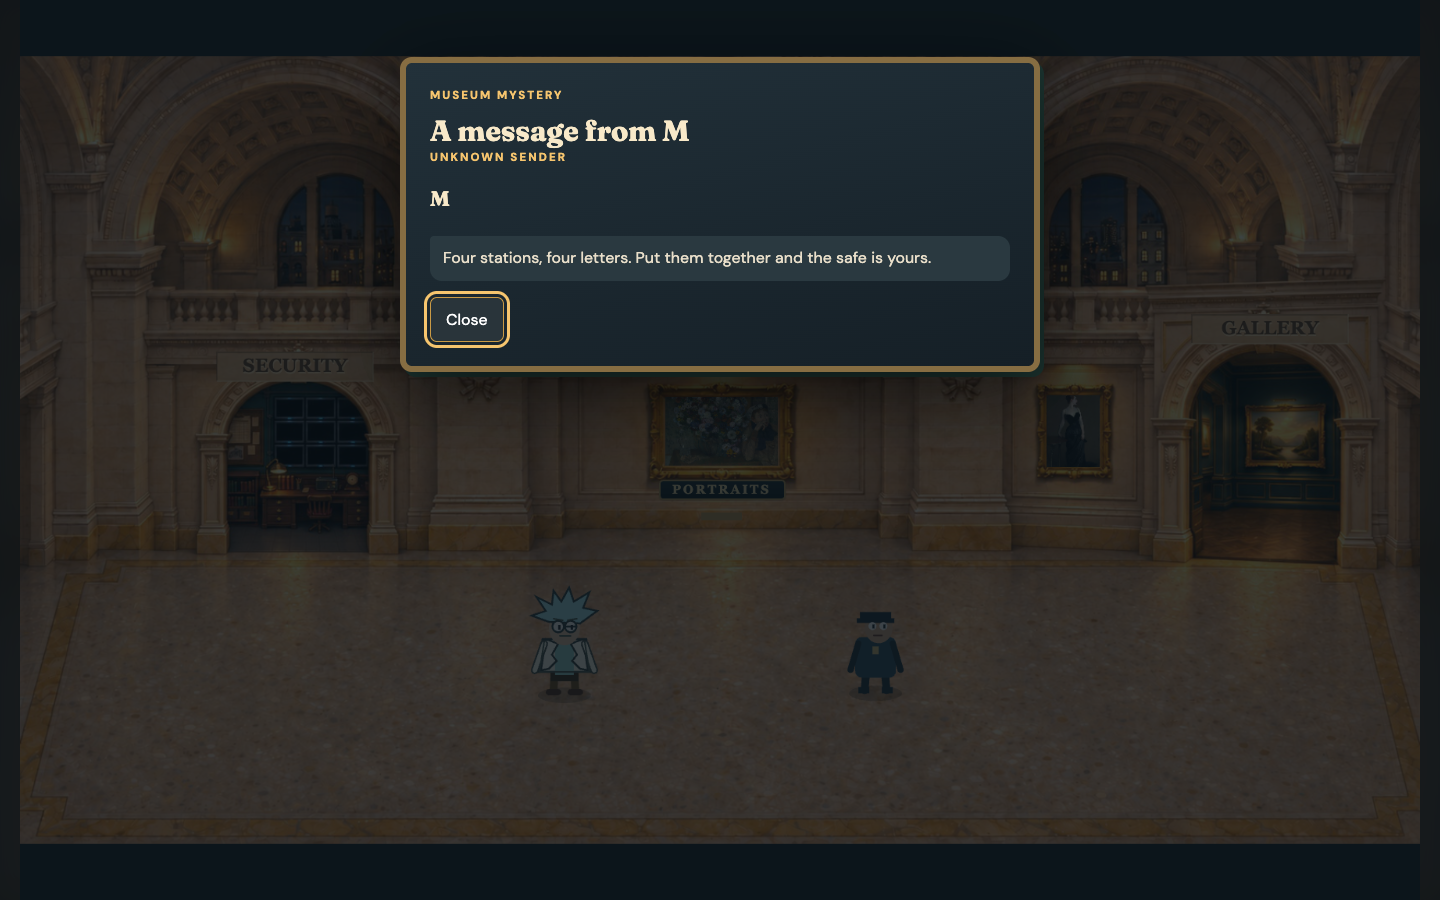 MUSEUM MYSTERY
A message from M
UNKNOWN SENDER
M
Four stations, four letters. Put them together and the safe is yours.
Close
SECURITY
GALLERY
PORTRAITS